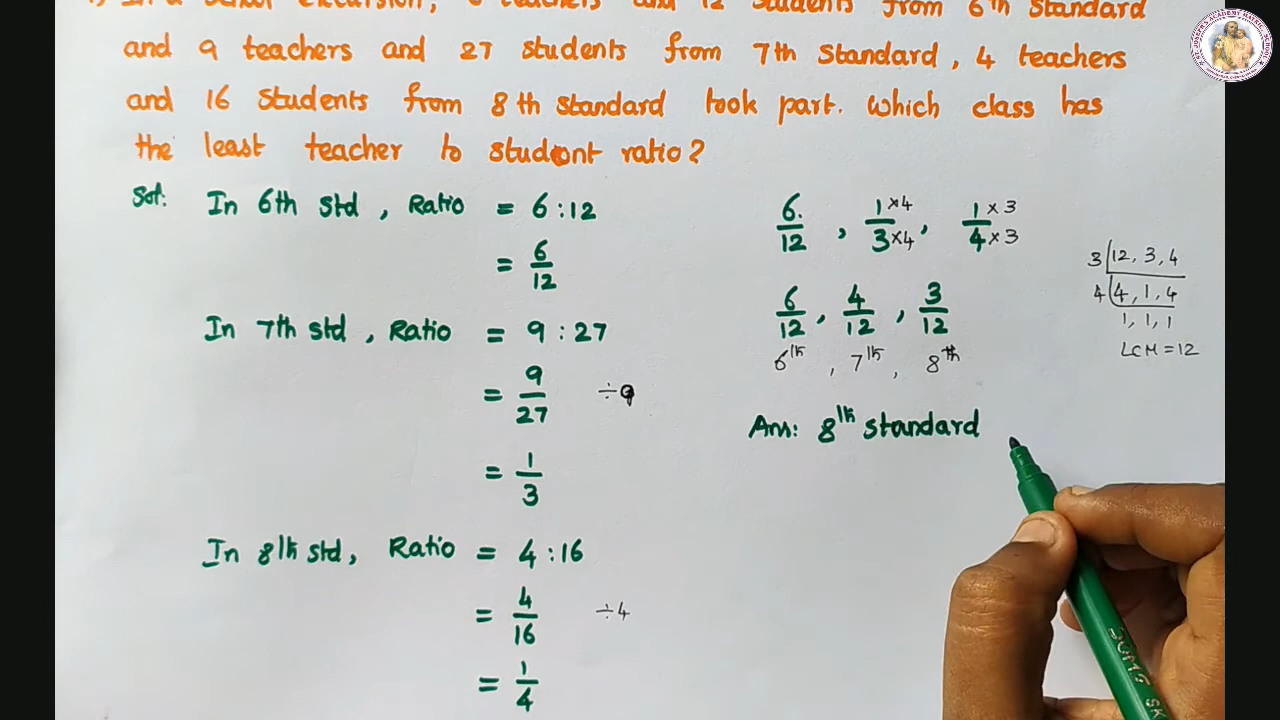 and 9 teachers and 27 students from 7th Standard, 4 teachers
and 16 Students from 8th standard took part. which class has
the least teacher to student ratio?
Sol: In 6th Std, Ratio = 6:12
= 6/12
In 7th std, Ratio = 9:27
= 9/27 ÷9
= 1/3
In 8th std, Ratio = 4:16
= 4/16 ÷4
= 1/4
6/12, 1×4/3×4, 1×3/4×3
6/12, 4/12, 3/12
6th, 7th, 8th
Ans: 8th Standard
3 | 12, 3, 4
4 | 4, 1, 4
1, 1, 1
LCM = 12